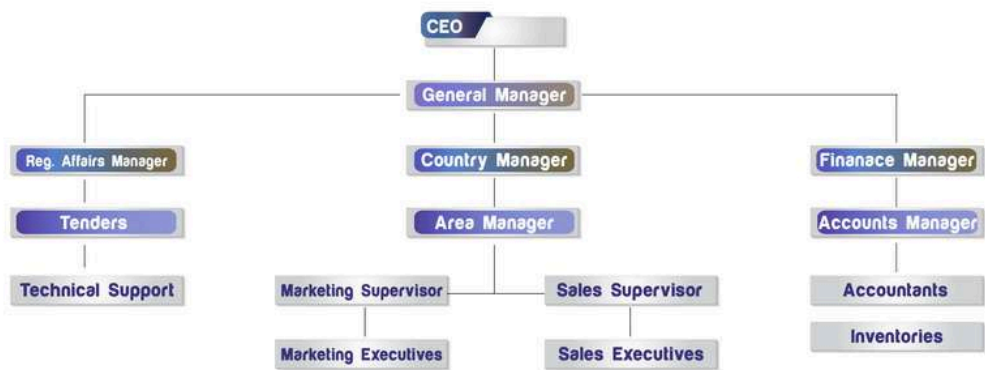 CEO
General Manager
Reg. Affairs Manager
Country Manager
Finanace Manager
Tenders
Area Manager
Accounts Manager
Technical Support
Marketing Supervisor
Sales Supervisor
Accountants
Inventories
Marketing Executives
Sales Executives